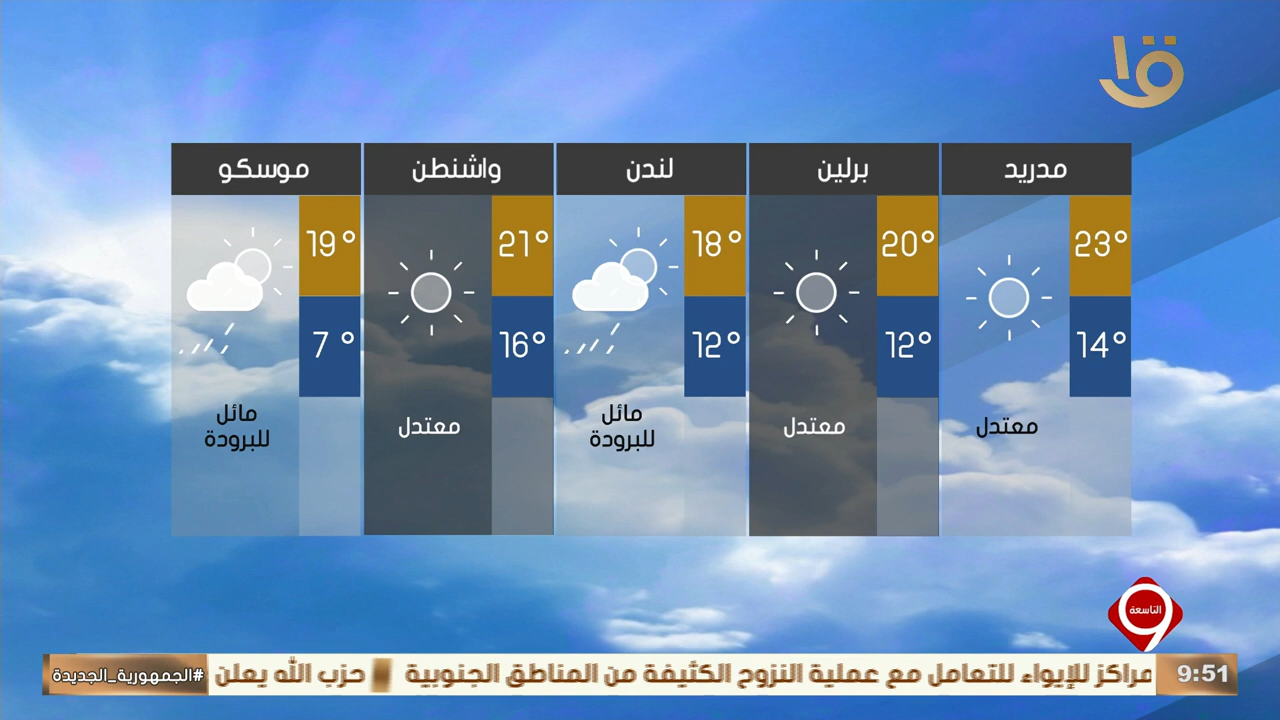 مدريد
23°
14°
معتدل
برلين
20°
12°
معتدل
لندن
18°
12°
مائل
للبرودة
واشنطن
21°
16°
معتدل
موسكو
19°
7 °
مائل
للبرودة
التاسعة
9
9:51
مراكز للإيواء للتعامل مع عملية النزوح الكثيفة من المناطق الجنوبية
حزب الله يعلن
#الجمهورية_الجديدة